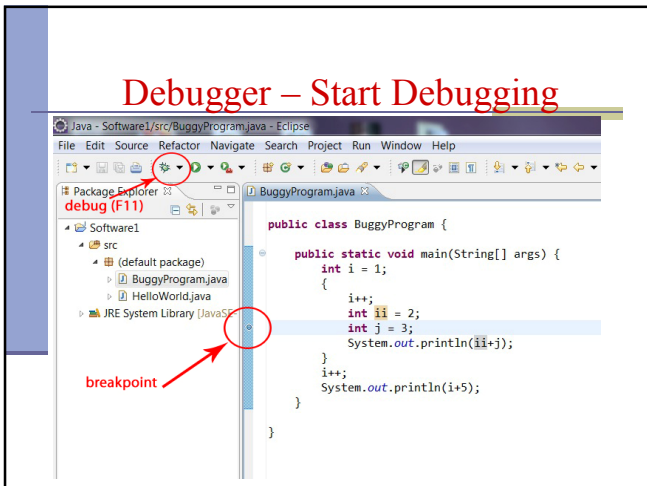 Debugger – Start Debugging
Java - Software1/src/BuggyProgram.java - Eclipse
File Edit Source Refactor Navigate Search Project Run Window Help
Package Explorer
BuggyProgram.java
debug (F11)
Software1
src
(default package)
BuggyProgram.java
HelloWorld.java
JRE System Library [JavaSE-
breakpoint
public class BuggyProgram {
public static void main(String[] args) {
int i = 1;
{
i++;
int ii = 2;
int j = 3;
System.out.println(ii+j);
}
i++;
System.out.println(i+5);
}
}